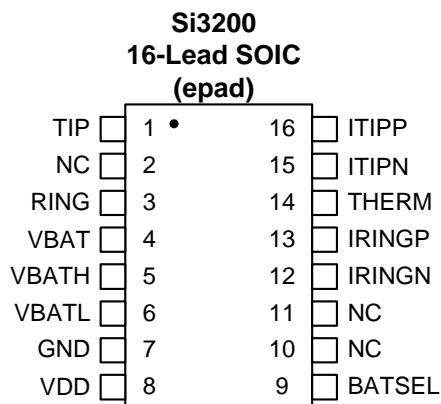 Si3200
16-Lead SOIC
(epad)
TIP 1 16 ITIPP
NC 2 15 ITIPN
RING 3 14 THERM
VBAT 4 13 IRINGP
VBATH 5 12 IRINGN
VBATL 6 11 NC
GND 7 10 NC
VDD 8 9 BATSEL